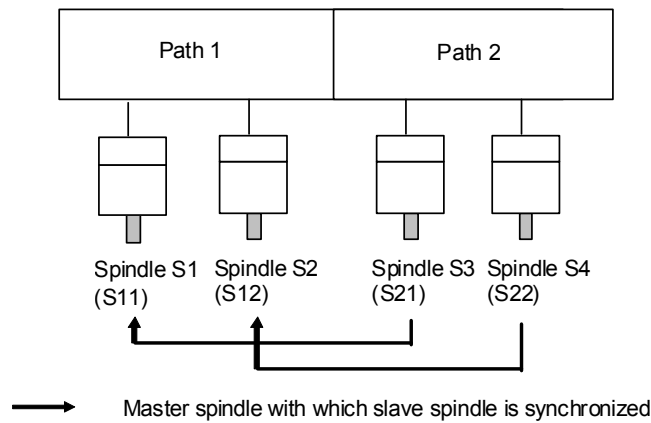 Path 1
Path 2
Spindle S1
(S11)
Spindle S2
(S12)
Spindle S3
(S21)
Spindle S4
(S22)
Master spindle with which slave spindle is synchronized